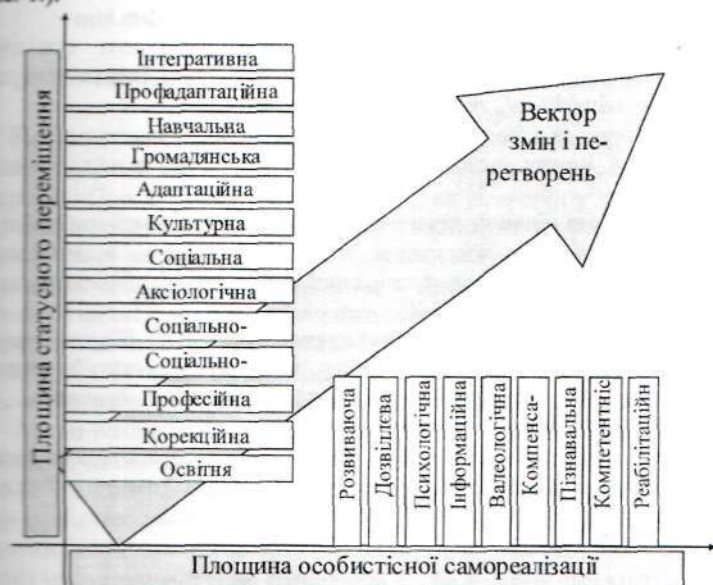 Площина статусного переміщення
Інтегративна
Профадаптаційна
Навчальна
Громадянська
Адаптаційна
Культурна
Соціальна
Аксіологічна
Соціально-
Соціально-
Професійна
Корекційна
Освітня
Вектор
змін і пе-
ретворень
Розвиваюча
Дозвіллєва
Психологічна
Інформаційна
Валеологічна
Компенса-
Пізнавальна
Компетентніс
Реабілітаційн
Площина особистісної самореалізації